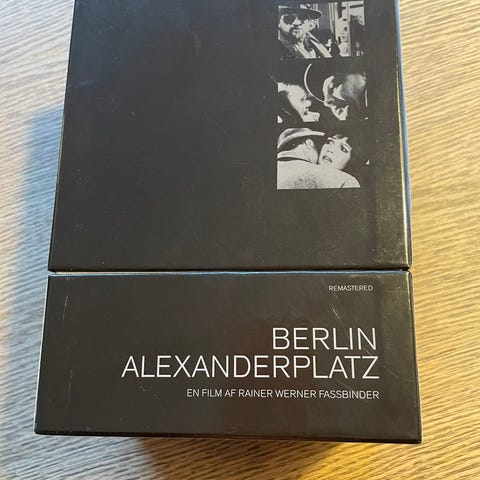 REMASTERED
BERLIN
ALEXANDERPLATZ
EN FILM AF RAINER WERNER FASSBINDER